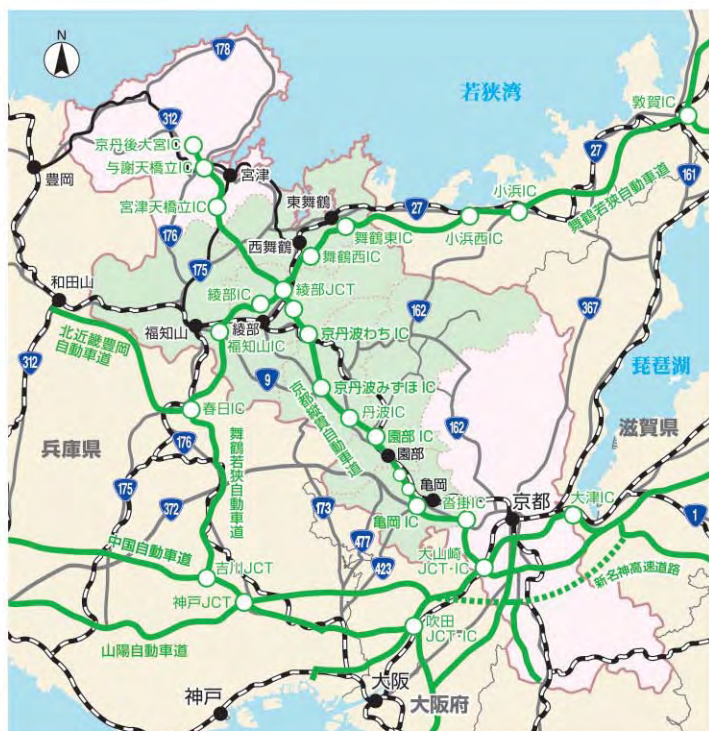 N
178
若狭湾
敦賀IC
312
京丹後大宮IC
27
与謝天橋立IC
豊岡
宮津
161
小浜IC
東舞鶴
宮津天橋立IC
27
舞鶴若狭自動車道
176
西舞鶴
舞鶴東IC
小浜西IC
舞鶴西IC
175
和田山
綾部JCT
綾部IC
162
367
福知山
綾部
京丹波わちIC
北近畿豊岡
自動車道
福知山IC
312
琵琶湖
9
京丹波みずほIC
春日IC
京都縦貫自動車道
丹波IC
162
滋賀県
兵庫県
176
園部IC
舞鶴若狭自動車道
園部
175
亀岡
372
173
沓掛IC
京都
大津IC
亀岡IC
1
477
中国自動車道
大山崎
JCT・IC
423
吉川JCT
新名神高速道路
神戸JCT
吹田
JCT・IC
山陽自動車道
神戸
大阪
大阪府